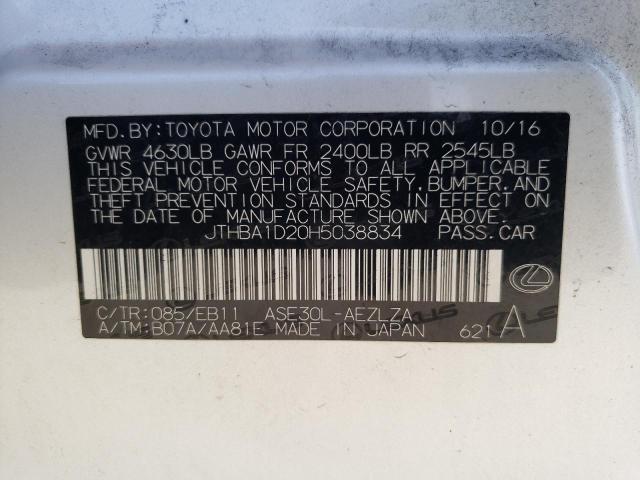 MFD. BY: TOYOTA MOTOR CORPORATION 10/16
GVWR 4630LB GAWR FR 2400LB RR 2545LB
THIS VEHICLE CONFORMS TO ALL APPLICABLE
FEDERAL MOTOR VEHICLE SAFETY, BUMPER, AND
THEFT PREVENTION STANDARDS IN EFFECT ON
THE DATE OF MANUFACTURE SHOWN ABOVE.
JTHBA1D20H5038834 PASS. CAR
C/TR: 085/EB11 ASE30L-AEZLZA
A/TM: B07A/AA81E MADE IN JAPAN 621 A
LEXUS